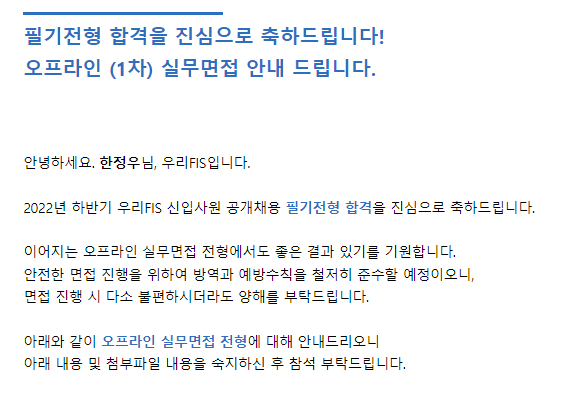 필기전형 합격을 진심으로 축하드립니다!
오프라인 (1차) 실무면접 안내 드립니다.
안녕하세요. 한정우님, 우리FIS입니다.
2022년 하반기 우리FIS 신입사원 공개채용 필기전형 합격을 진심으로 축하드립니다.
이어지는 오프라인 실무면접 전형에서도 좋은 결과 있기를 기원합니다.
안전한 면접 진행을 위하여 방역과 예방수칙을 철저히 준수할 예정이오니,
면접 진행 시 다소 불편하시더라도 양해를 부탁드립니다.
아래와 같이 오프라인 실무면접 전형에 대해 안내드리오니
아래 내용 및 첨부파일 내용을 숙지하신 후 참석 부탁드립니다.